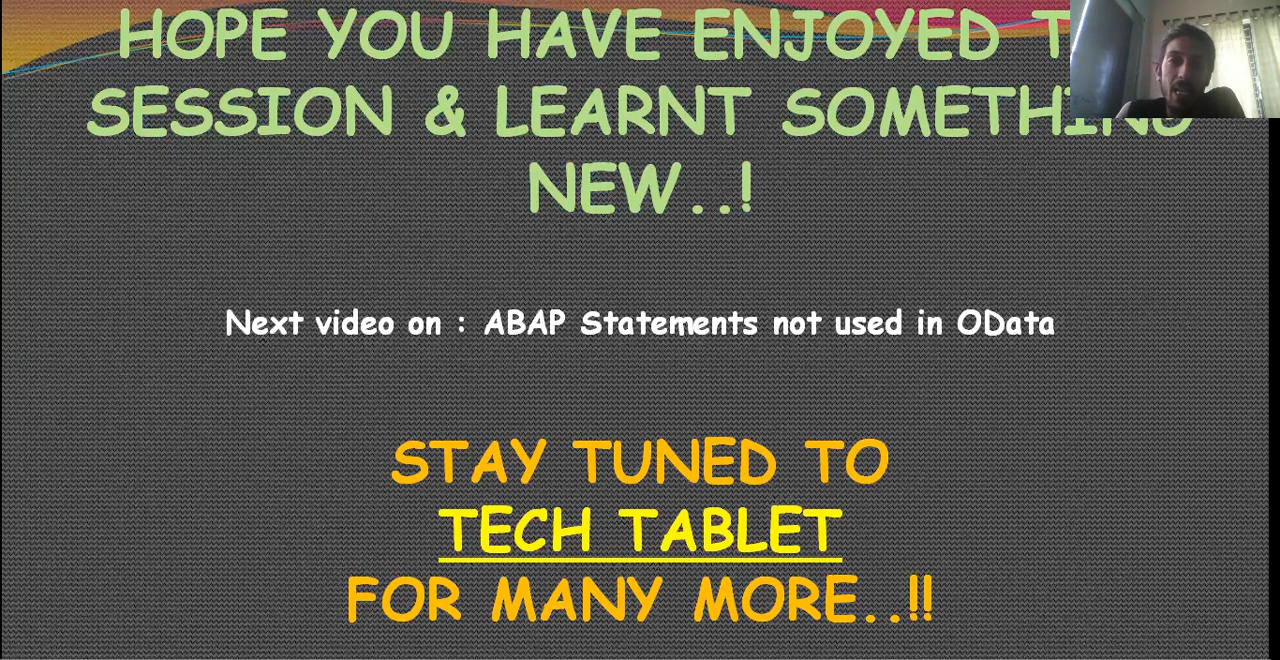 HOPE YOU HAVE ENJOYED
SESSION & LEARNT SOMETHING
NEW..!
Next video on : ABAP Statements not used in OData
STAY TUNED TO
TECH TABLET
FOR MANY MORE..!!